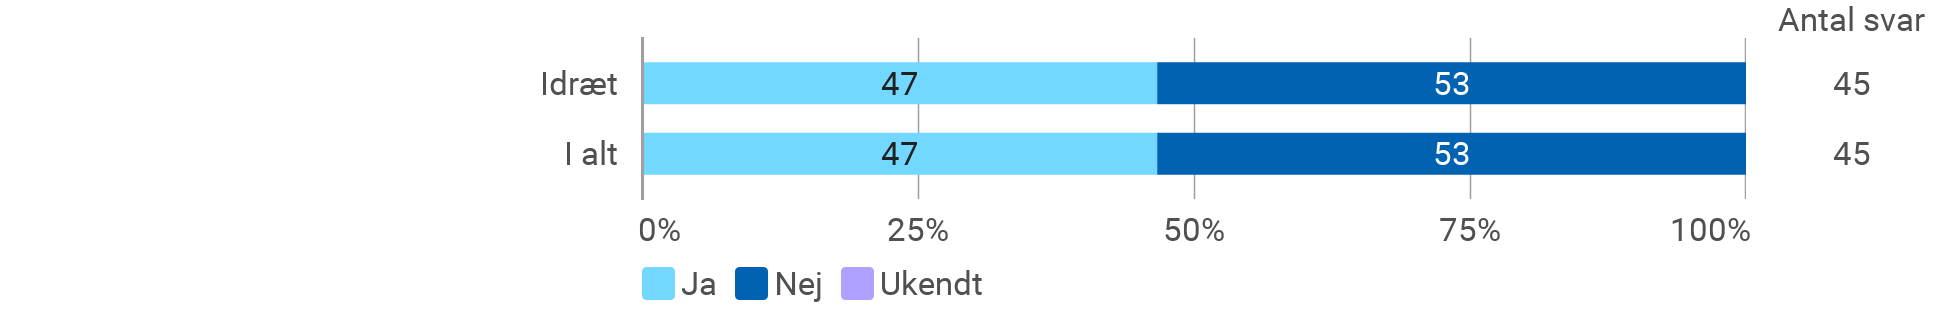 Antal svar
Idræt 47 53 45
I alt 47 53 45
0% 25% 50% 75% 100%
Ja Nej Ukendt